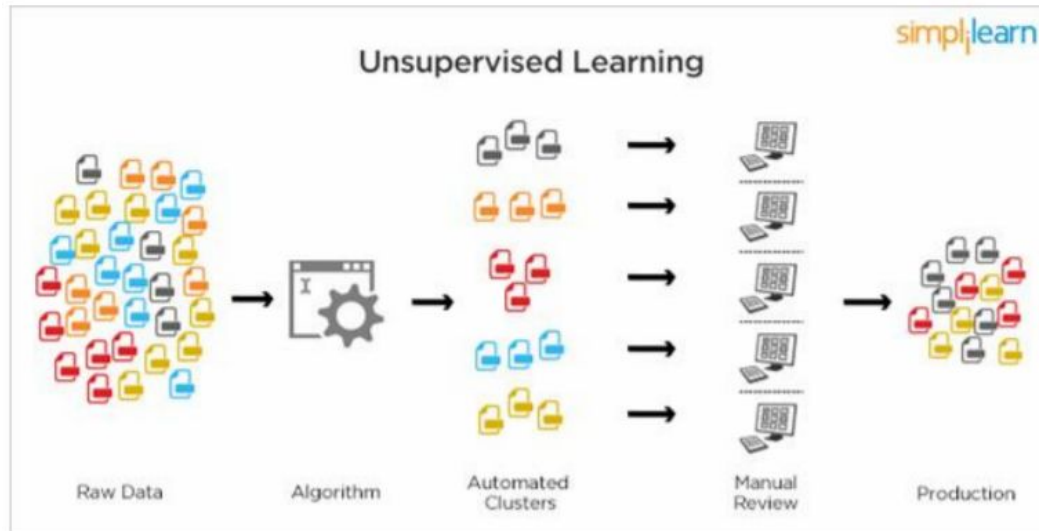 simplilearn
Unsupervised Learning
Raw Data
Algorithm
Automated
Clusters
Manual
Review
Production